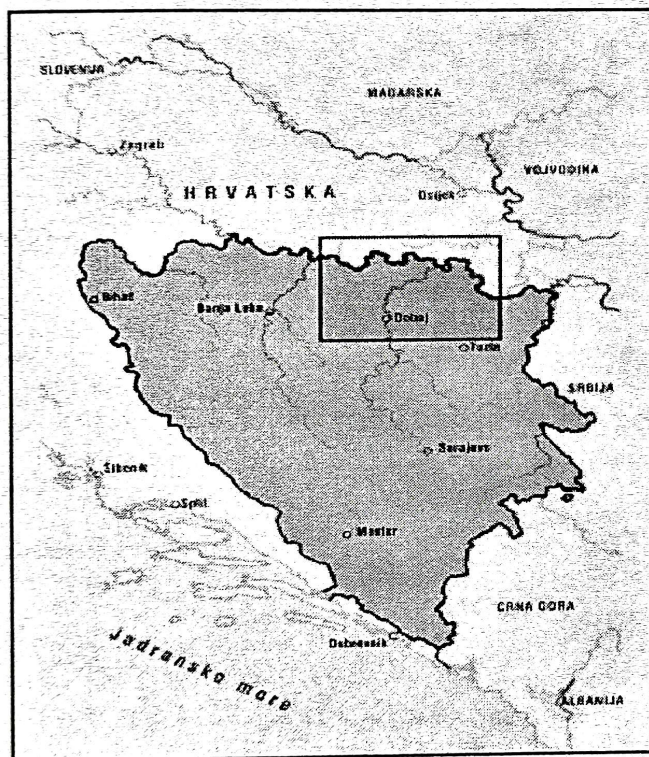 SLOVENIJA
MAĐARSKA
Zagreb
VOJVODINA
HRVATSKA
Osijek
Bihać
Banja Luka
Doboj
Tuzla
SRBIJA
Sarajevo
Šibenik
Split
Mostar
CRNA GORA
Dubrovnik
Jadransko more
ALBANIJA